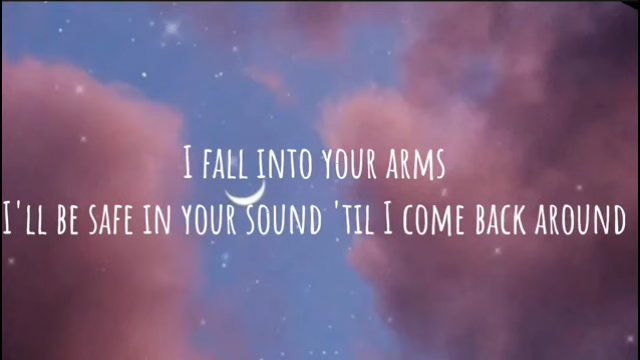 I FALL INTO YOUR ARMS
I'LL BE SAFE IN YOUR SOUND 'TIL I COME BACK AROUND